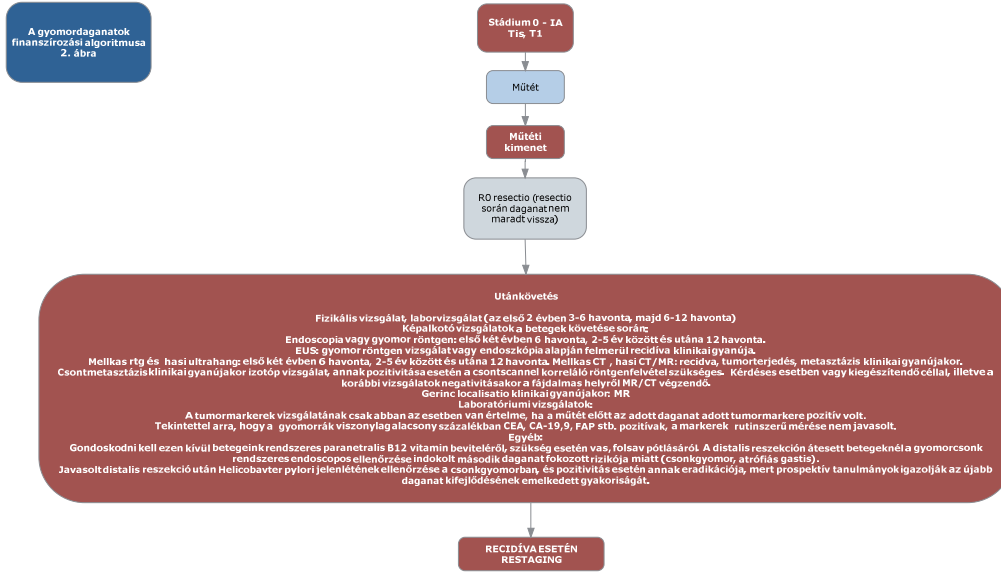 A gyomordaganatok
finanszírozási algoritmusa
2. ábra
Stádium 0 - IA
Tis, T1
Műtét
Műtéti
kimenet
R0 resectio (resectio
során daganat nem
maradt vissza)
Utánkövetés
Fizikális vizsgálat, laborvizsgálat (az első 2 évben 3-6 havonta, majd 6-12 havonta)
Képalkotó vizsgálatok a betegek követése során:
Endoscopia vagy gyomor röntgen: első két évben 6 havonta, 2-5 év között és utána 12 havonta.
EUS: gyomor röntgen vizsgálat vagy endoszkópia alapján felmerül recidíva klinikai gyanúja.
Mellkas rtg és hasi ultrahang: első két évben 6 havonta, 2-5 év között és utána 12 havonta. Mellkas CT , hasi CT/MR: recidva, tumorterjedés, metasztázis klinikai gyanújakor.
Csontmetasztázis klinikai gyanújakor izotóp vizsgálat, annak pozitivitása esetén a csontscannel korreláló röntgenfelvétel szükséges. Kérdéses esetben vagy kiegészítendő céllal, illetve a
korábbi vizsgálatok negativitásakor a fájdalmas helyről MR/CT végzendő.
Gerinc localisatio klinikai gyanújakor: MR
Laboratóriumi vizsgálatok:
A tumormarkerek vizsgálatának csak abban az esetben van értelme, ha a műtét előtt az adott daganat adott tumormarkere pozitív volt.
Tekintettel arra, hogy a gyomorrák viszonylag alacsony százalékban CEA, CA-19,9, FAP stb. pozitívak, a markerek rutinszerű mérése nem javasolt.
Egyéb:
Gondoskodni kell ezen kívül betegeink rendszeres paranetralis B12 vitamin beviteléről, szükség esetén vas, folsav pótlásáról. A distalis reszekción átesett betegeknél a gyomorcsonk
rendszeres endoscopos ellenőrzése indokolt második daganat fokozott rizikója miatt (csonkgyomor, atrófiás gastis).
Javasolt distalis reszekció után Helicobavter pylori jelenlétének ellenőrzése a csonkgyomorban, és pozitivitás esetén annak eradikációja, mert prospektív tanulmányok igazolják az újabb
daganat kifejlődésének emelkedett gyakoriságát.
RECIDÍVA ESETÉN
RESTAGING